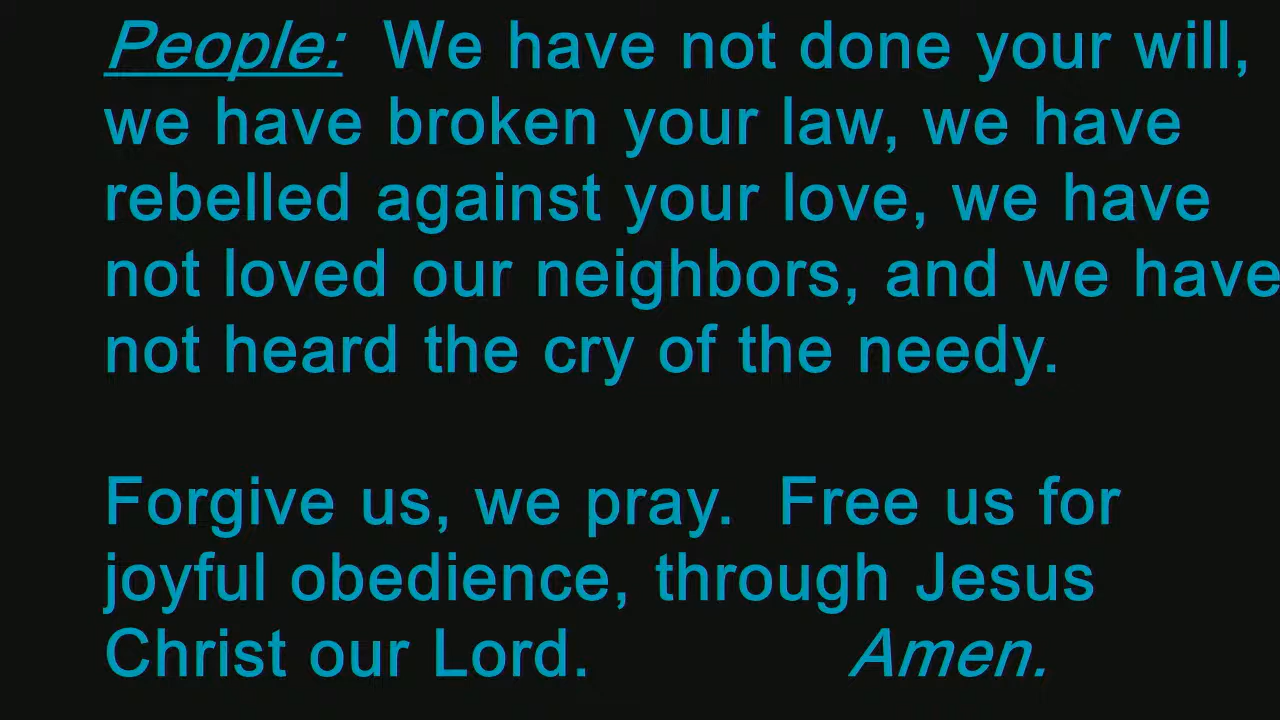 People: We have not done your will,
we have broken your law, we have
rebelled against your love, we have
not loved our neighbors, and we have
not heard the cry of the needy.
Forgive us, we pray. Free us for
joyful obedience, through Jesus
Christ our Lord. Amen.